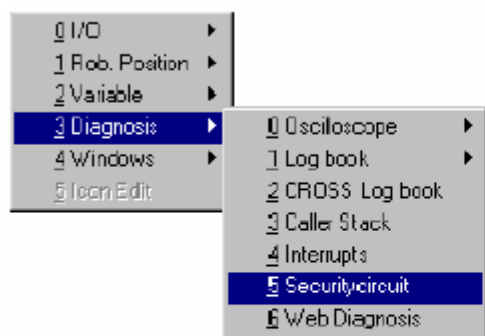 0 I/O
1 Rob. Position
2 Variable
3 Diagnosis
4 Windows
5 Icon Edit
0 Osciloscope
1 Log book
2 CROSS Log book
3 Caller Stack
4 Interrupts
5 Security circuit
6 Web Diagnosis